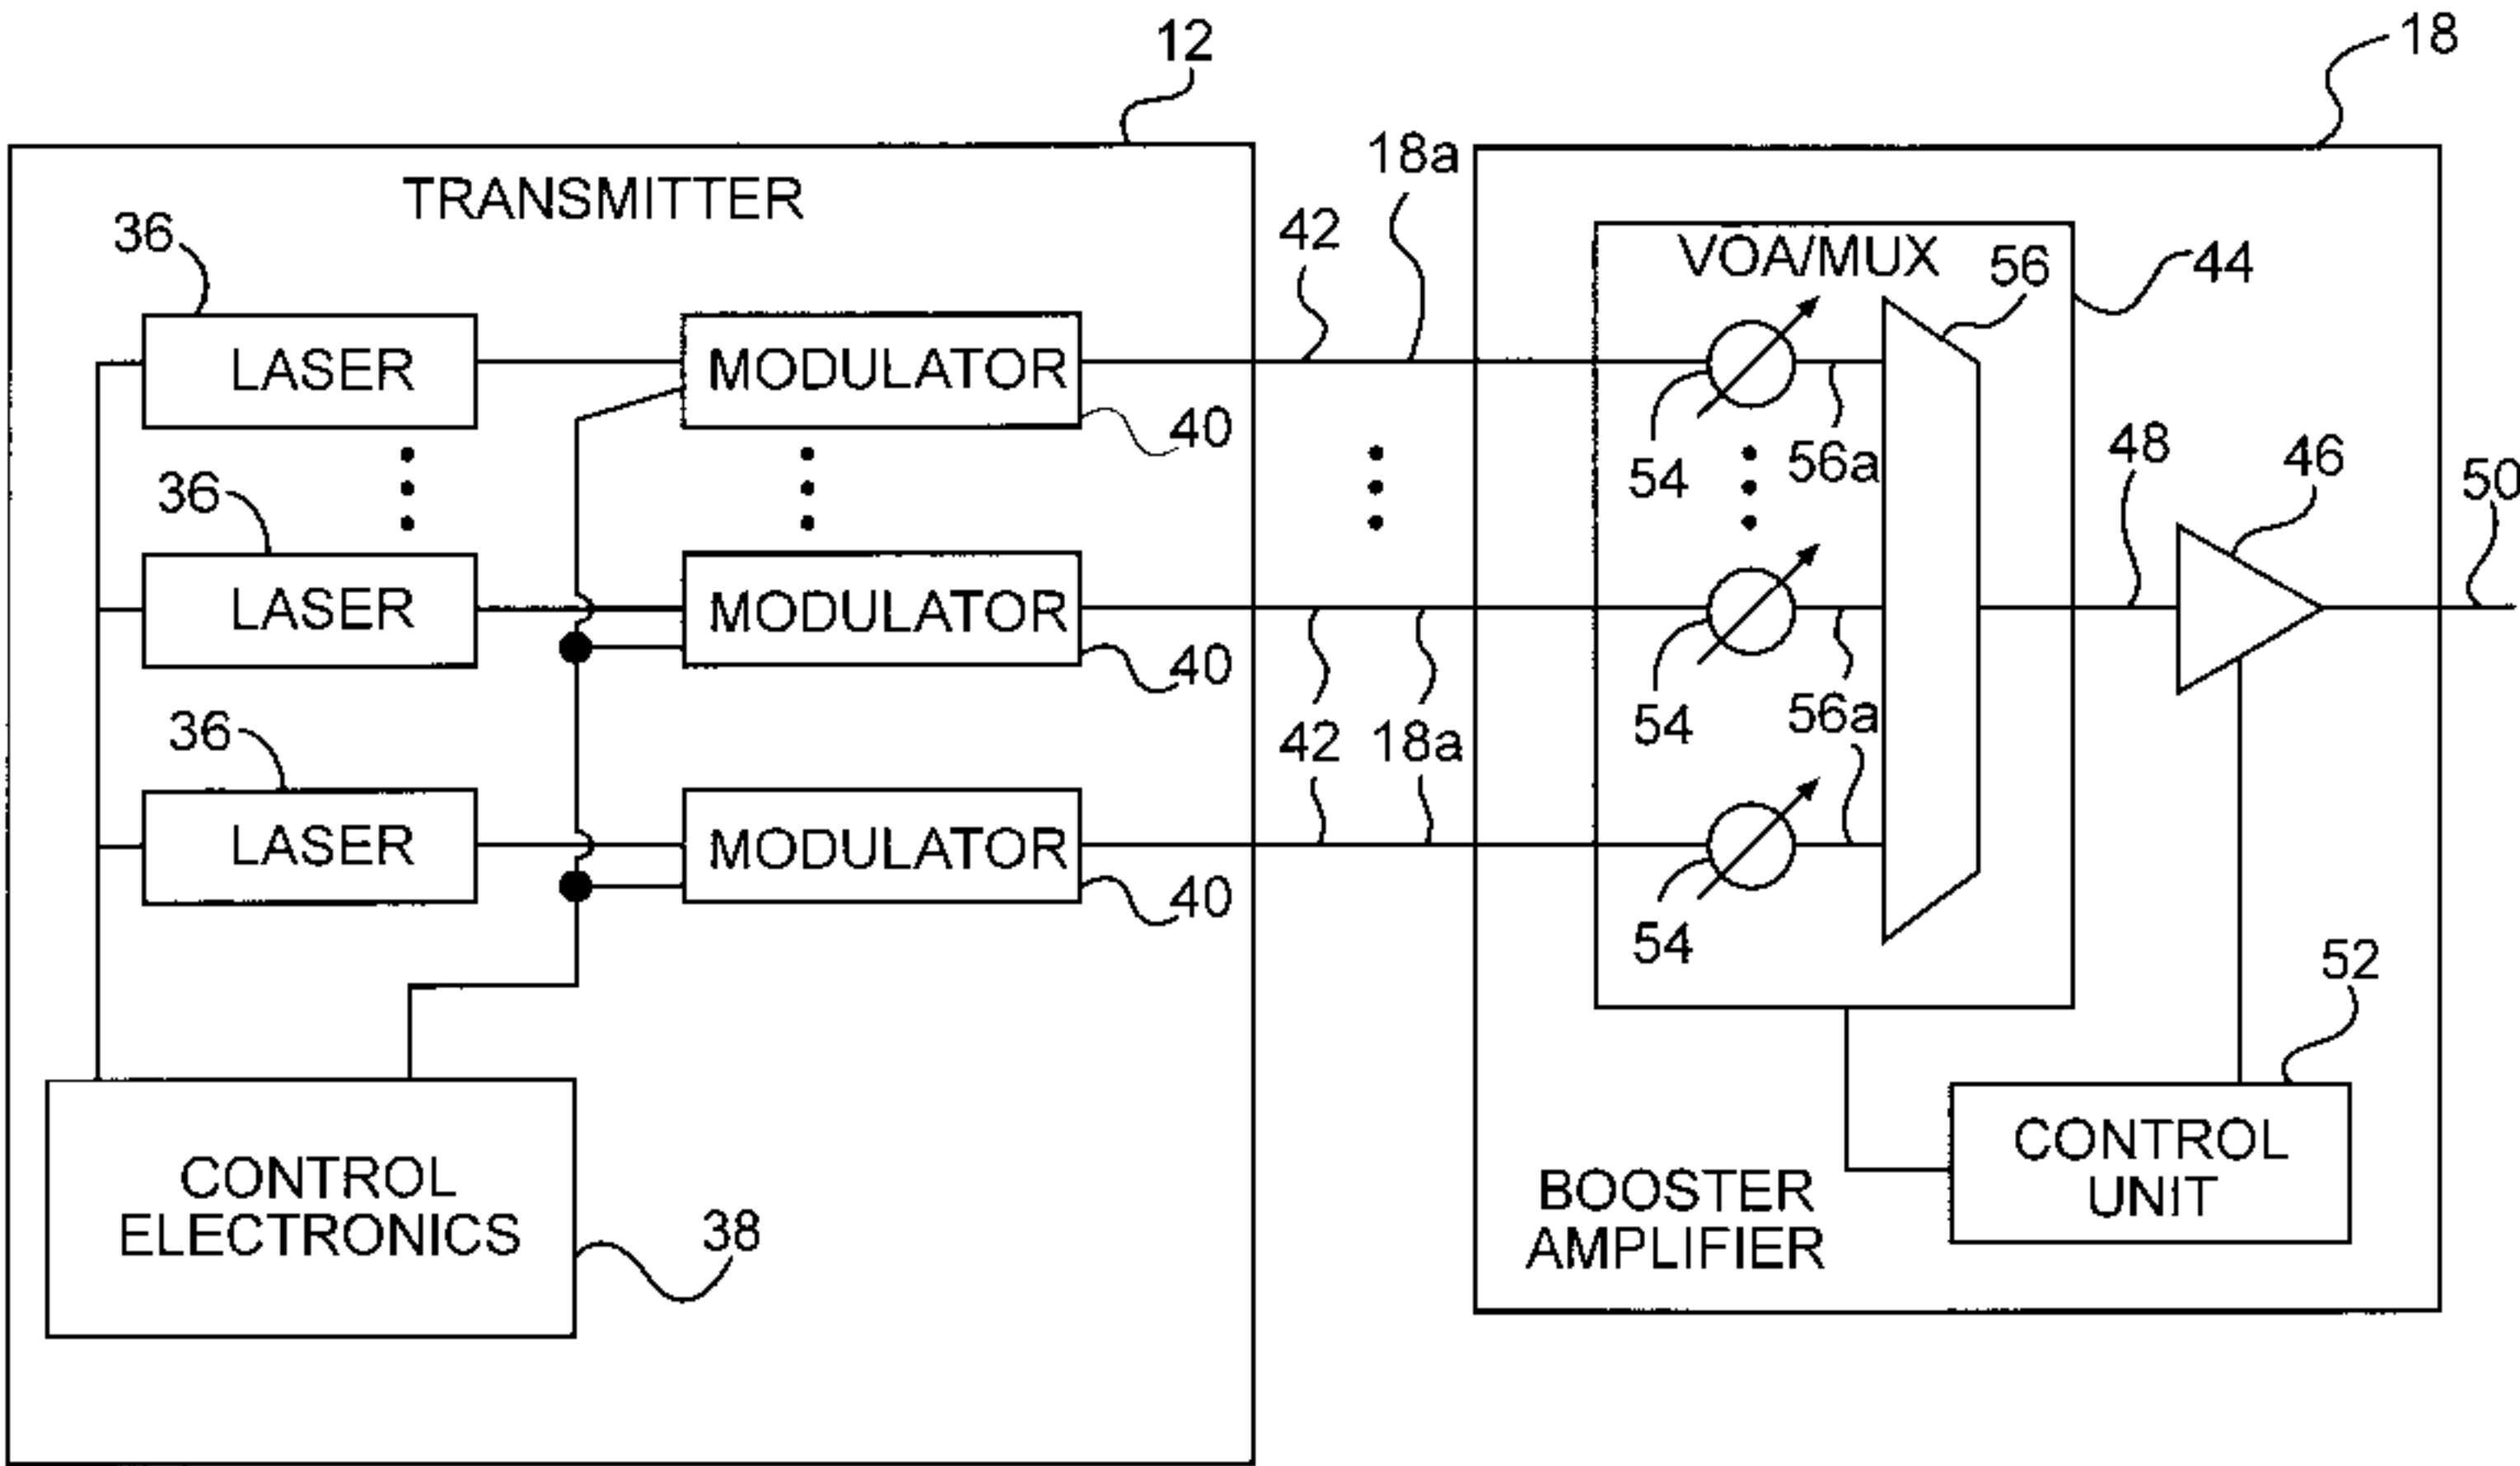 12
18
TRANSMITTER
18a
36
42
VOA/MUX
56
44
LASER
MODULATOR
40
54
56a
48
46
50
36
LASER
MODULATOR
40
54
56a
36
42
18a
LASER
MODULATOR
40
54
52
CONTROL
ELECTRONICS
38
BOOSTER
AMPLIFIER
CONTROL
UNIT